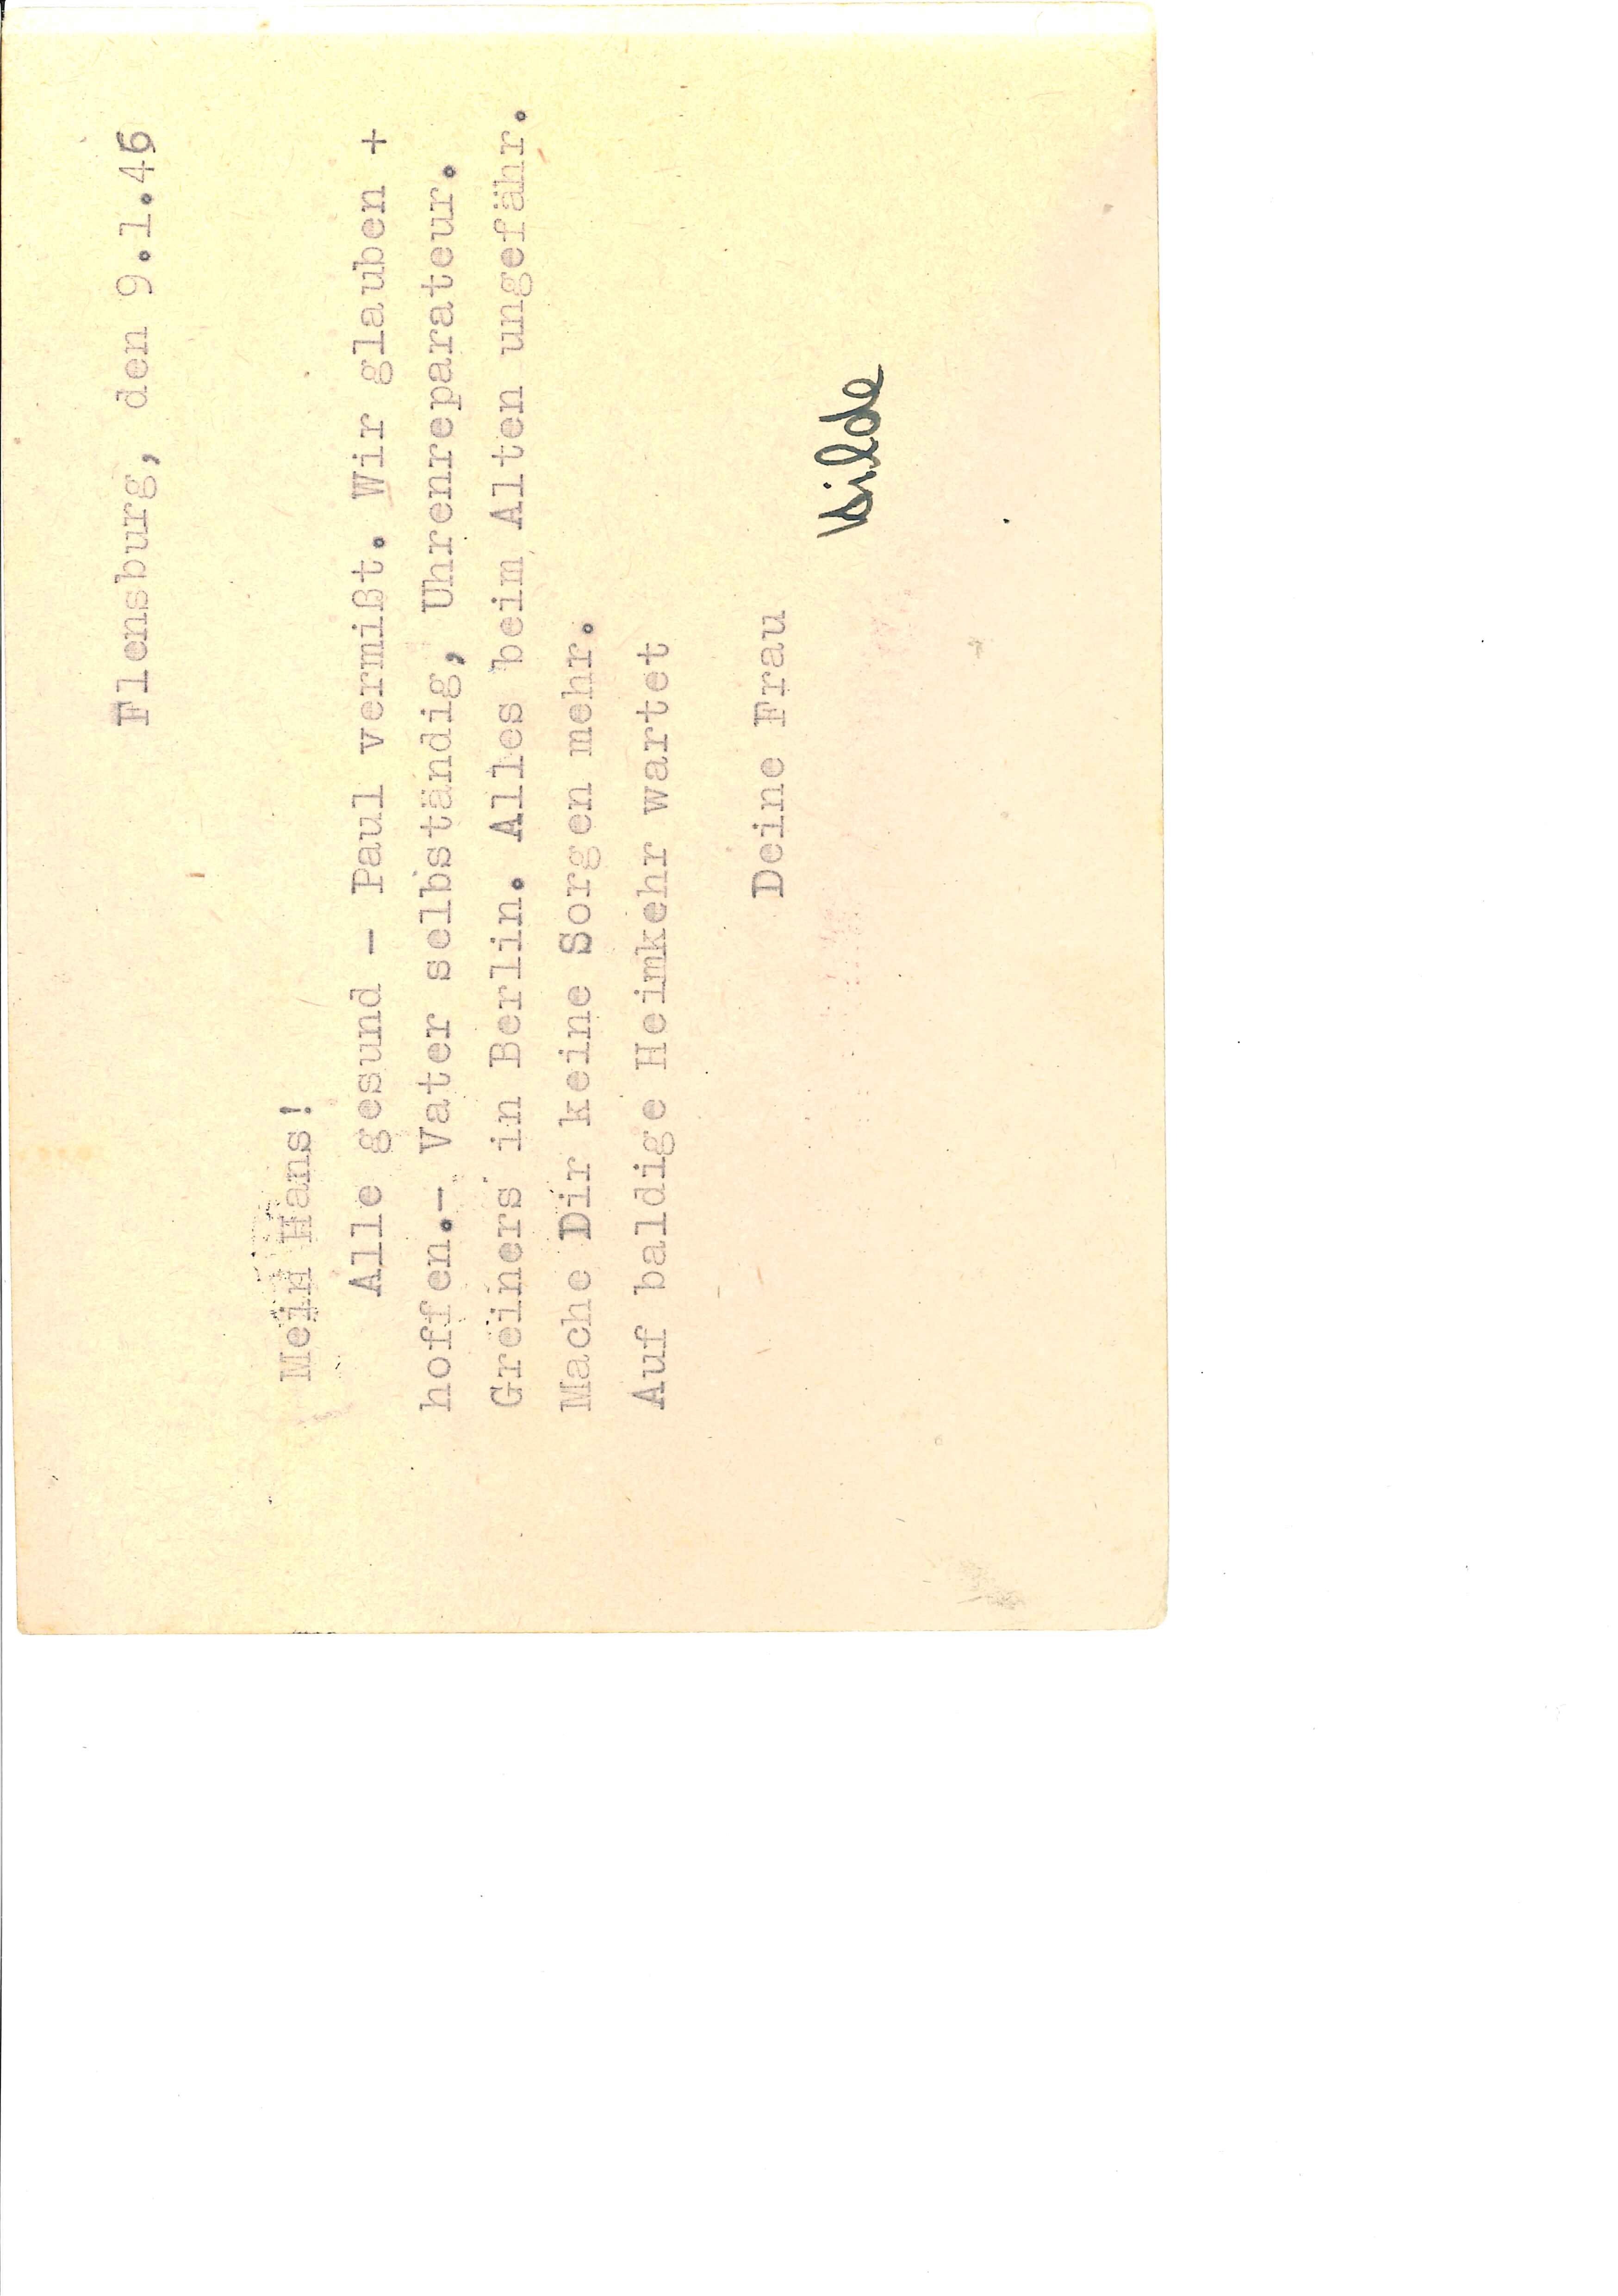 Flensburg, den 9.1.46
Mein Hans!
Alle gesund - Paul vermißt. Wir glauben +
hoffen.- Vater selbständig, Uhrenreparateur.
Greiners in Berlin. Alles beim Alten ungefähr.
Mache Dir keine Sorgen mehr.
Auf baldige Heimkehr wartet
Deine Frau
Hilde